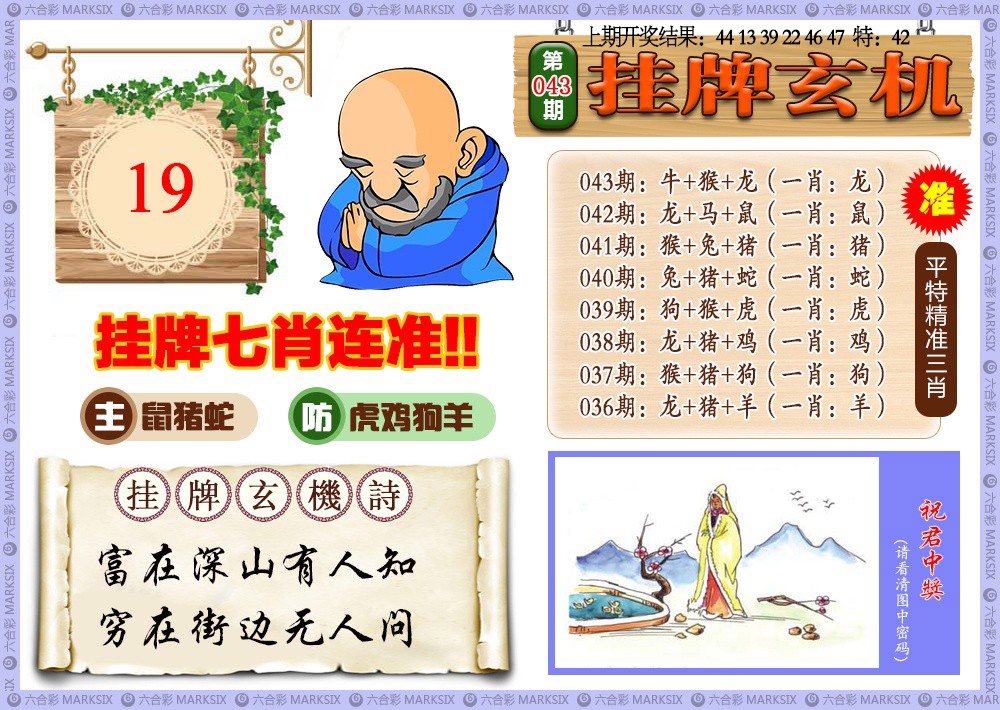 六合彩 MARKSIX
上期开奖结果：44 13 39 22 46 47 特：42
第043期
挂牌玄机
19
043期：牛+猴+龙（一肖：龙）
042期：龙+马+鼠（一肖：鼠）
041期：猴+兔+猪（一肖：猪）
040期：兔+猪+蛇（一肖：蛇）
039期：狗+猴+虎（一肖：虎）
038期：龙+猪+鸡（一肖：鸡）
037期：猴+猪+狗（一肖：狗）
036期：龙+猪+羊（一肖：羊）
准
平特精准三肖
挂牌七肖连准!!
主 鼠猪蛇
防 虎鸡狗羊
挂牌玄機詩
富在深山有人知
穷在街边无人问
祝君中獎
（请看清图中密码）